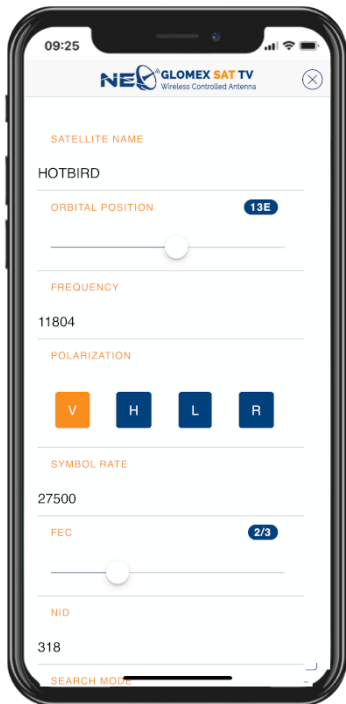 09:25
NEO GLOMEX SAT TV
Wireless Controlled Antenna
SATELLITE NAME
HOTBIRD
ORBITAL POSITION 13E
FREQUENCY
11804
POLARIZATION
V H L R
SYMBOL RATE
27500
FEC 2/3
NID
318
SEARCH MODE